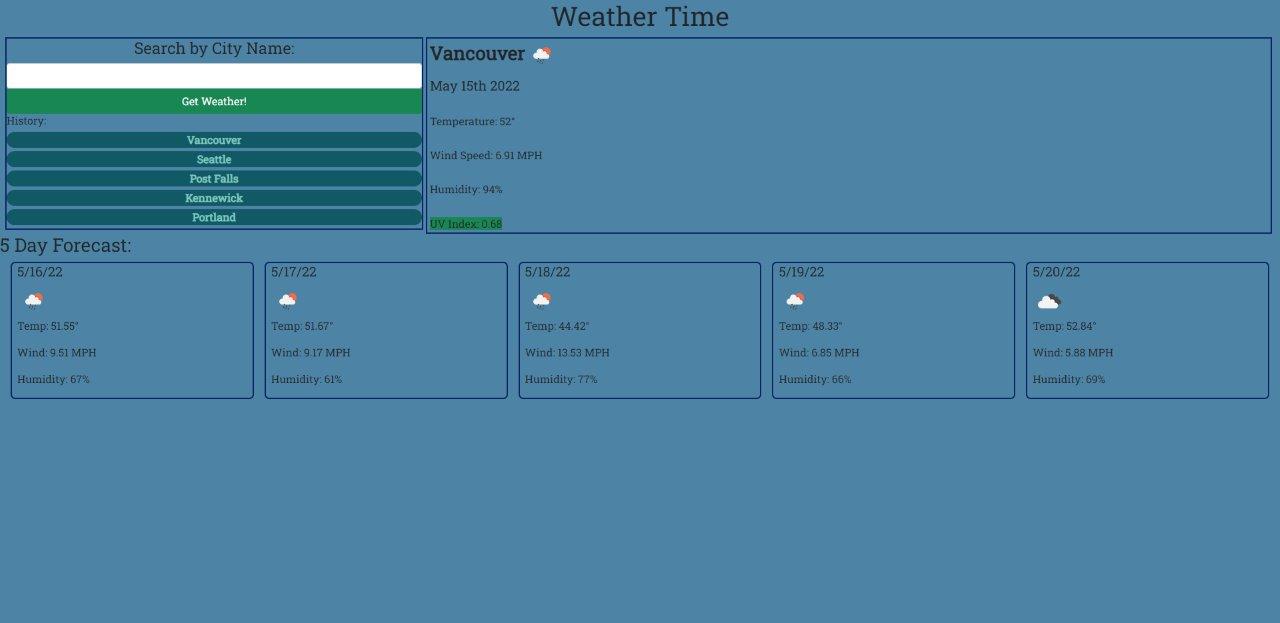 Weather Time
Search by City Name:
Get Weather!
History:
Vancouver
Seattle
Post Falls
Kennewick
Portland
Vancouver
May 15th 2022
Temperature: 52°
Wind Speed: 6.91 MPH
Humidity: 94%
UV Index: 0.68
5 Day Forecast:
5/16/22
Temp: 51.55°
Wind: 9.51 MPH
Humidity: 67%
5/17/22
Temp: 51.67°
Wind: 9.17 MPH
Humidity: 61%
5/18/22
Temp: 44.42°
Wind: 13.53 MPH
Humidity: 77%
5/19/22
Temp: 48.33°
Wind: 6.85 MPH
Humidity: 66%
5/20/22
Temp: 52.84°
Wind: 5.88 MPH
Humidity: 69%